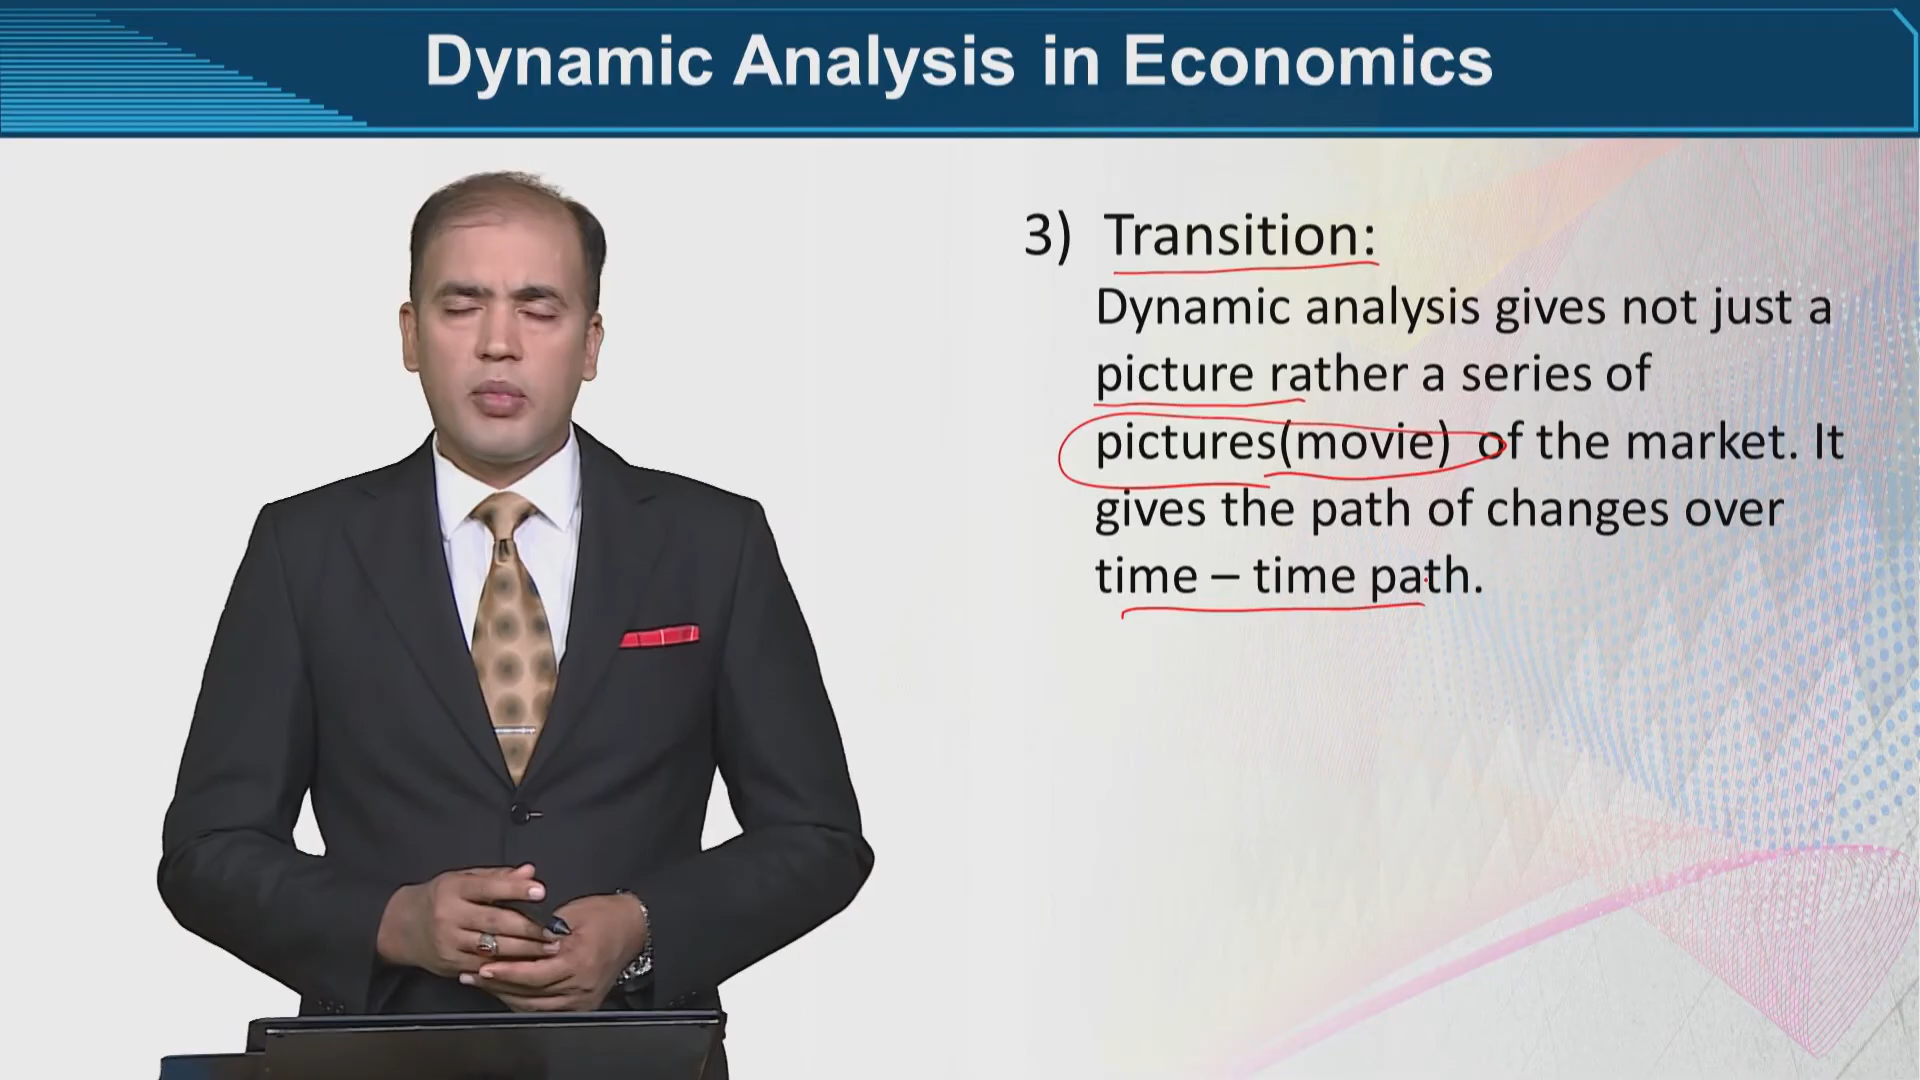 Dynamic Analysis in Economics
3) Transition:
Dynamic analysis gives not just a
picture rather a series of
pictures(movie) of the market. It
gives the path of changes over
time – time path.